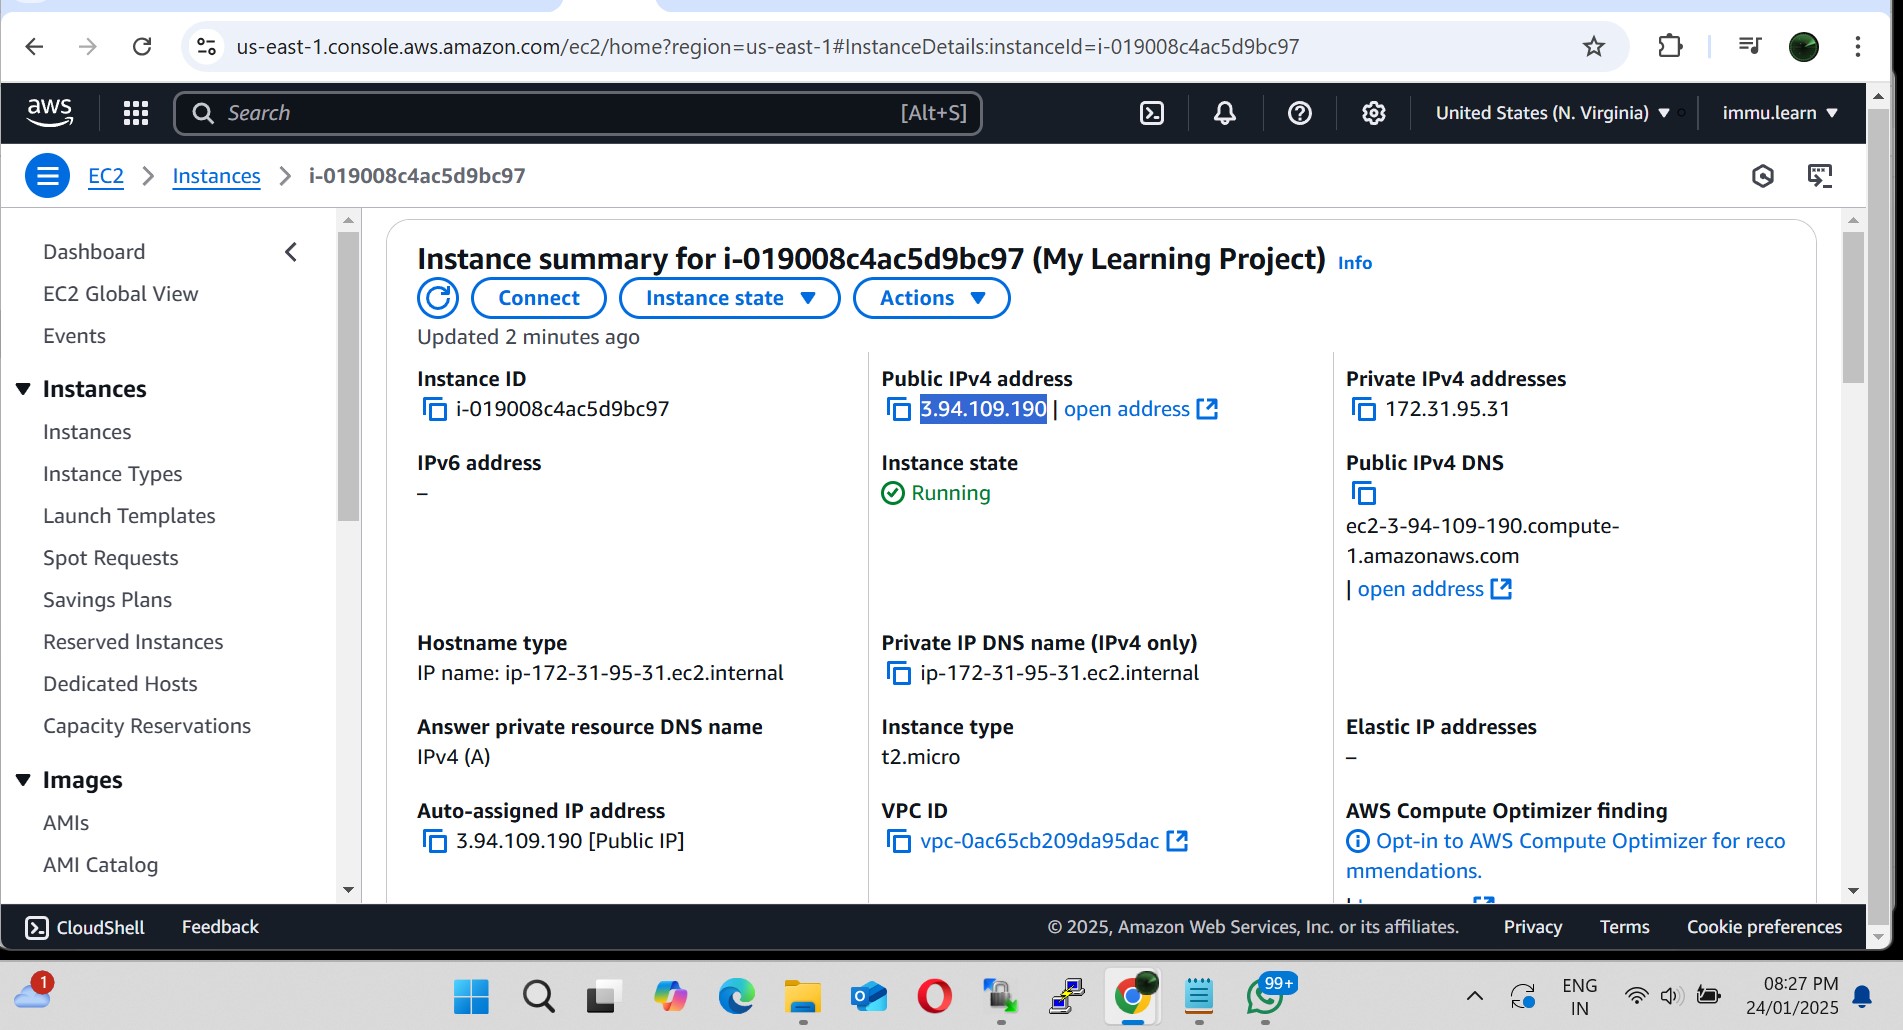 us-east-1.console.aws.amazon.com/ec2/home?region=us-east-1#InstanceDetails:instanceId=i-019008c4ac5d9bc97
aws
Search
[Alt+S]
United States (N. Virginia)
immu.learn
EC2
Instances
i-019008c4ac5d9bc97
Dashboard
EC2 Global View
Events
Instances
Instances
Instance Types
Launch Templates
Spot Requests
Savings Plans
Reserved Instances
Dedicated Hosts
Capacity Reservations
Images
AMIs
AMI Catalog
Instance summary for i-019008c4ac5d9bc97 (My Learning Project) Info
Connect
Instance state
Actions
Updated 2 minutes ago
Instance ID
i-019008c4ac5d9bc97
Public IPv4 address
3.94.109.190 | open address
Private IPv4 addresses
172.31.95.31
IPv6 address
–
Instance state
Running
Public IPv4 DNS
ec2-3-94-109-190.compute-
1.amazonaws.com
| open address
Hostname type
IP name: ip-172-31-95-31.ec2.internal
Private IP DNS name (IPv4 only)
ip-172-31-95-31.ec2.internal
Answer private resource DNS name
IPv4 (A)
Instance type
t2.micro
Elastic IP addresses
–
Auto-assigned IP address
3.94.109.190 [Public IP]
VPC ID
vpc-0ac65cb209da95dac
AWS Compute Optimizer finding
Opt-in to AWS Compute Optimizer for reco
mmendations.
CloudShell
Feedback
© 2025, Amazon Web Services, Inc. or its affiliates.
Privacy
Terms
Cookie preferences
1
99+
ENG
IN
08:27 PM
24/01/2025